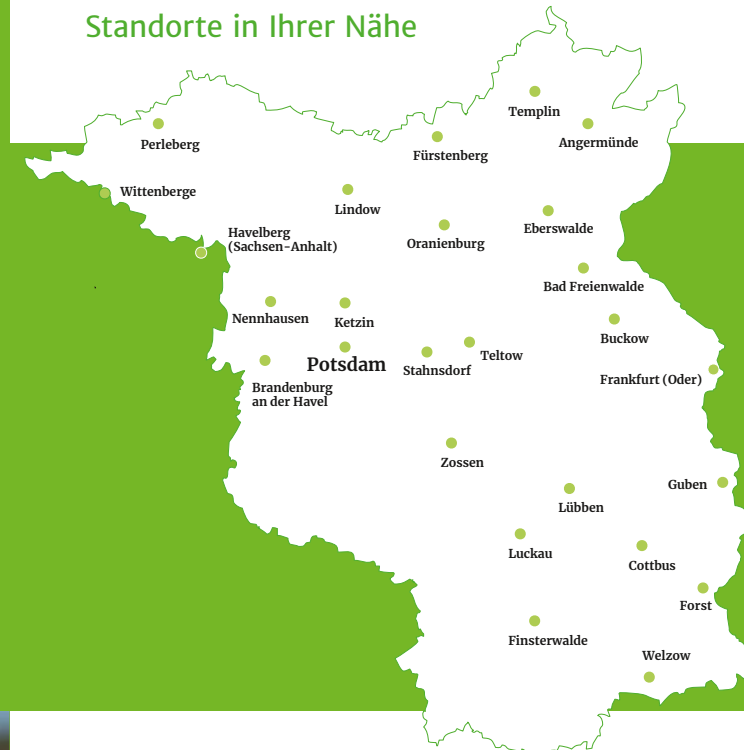 Standorte in Ihrer Nähe
Templin
Perleberg
Angermünde
Fürstenberg
Wittenberge
Lindow
Havelberg
(Sachsen-Anhalt)
Eberswalde
Oranienburg
Bad Freienwalde
Nennhausen
Ketzin
Buckow
Potsdam
Stahnsdorf
Teltow
Frankfurt (Oder)
Brandenburg
an der Havel
Zossen
Guben
Lübben
Luckau
Cottbus
Forst
Finsterwalde
Welzow